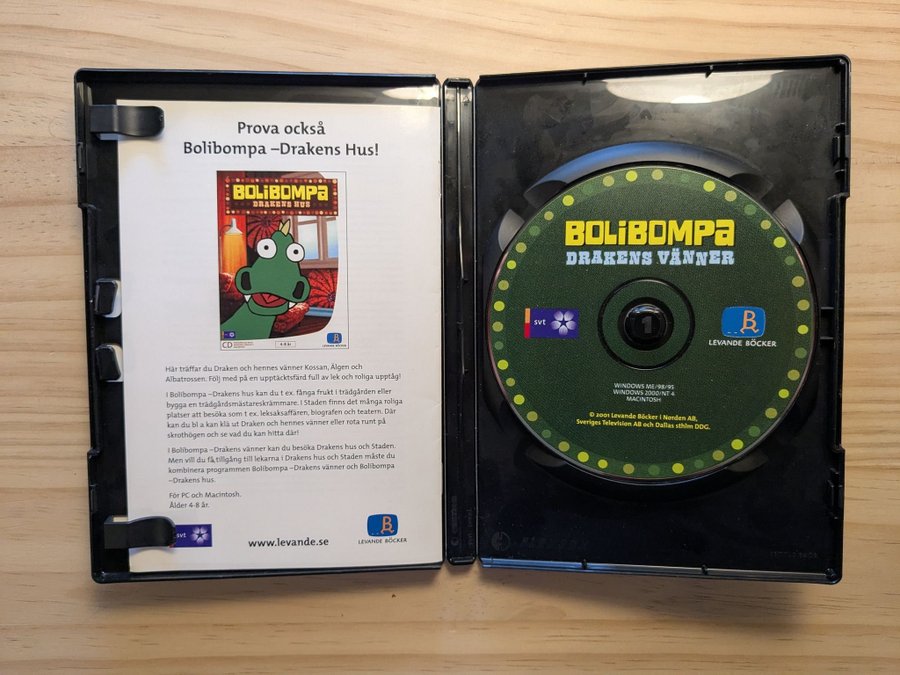 Prova också
Bolibompa –Drakens Hus!
BOLiBOMPa
DRAKENS HUS
svt
CD
4-8 år
LEVANDE BÖCKER
Här träffar du Draken och hennes vänner Kossan, Älgen och
Albatrossen. Följ med på en upptäcktsfärd full av lek och roliga upptåg!
I Bolibompa –Drakens hus kan du t ex. fånga frukt i trädgården eller
bygga en trädgårdsmästareskrämmare. I Staden finns det många roliga
platser att besöka som t ex. leksaksaffären, biografen och teatern. Där
kan du bl a kan klä ut Draken och hennes vänner eller rota runt på
skrothögen och se vad du kan hitta där!
I Bolibompa –Drakens vänner kan du besöka Drakens hus och Staden.
Men vill du få tillgång till lekarna i Drakens hus och Staden måste du
kombinera programmen Bolibompa –Drakens vänner och Bolibompa
–Drakens hus.
För PC och Macintosh.
Ålder 4-8 år.
svt
www.levande.se
LEVANDE BÖCKER
BOLiBOMPa
DRAKENS VÄNNER
svt
1
LEVANDE BÖCKER
WINDOWS ME/98/95
WINDOWS 2000/NT 4
MACINTOSH
© 2001 Levande Böcker i Norden AB,
Sveriges Television AB och Dallas sthlm DDG.